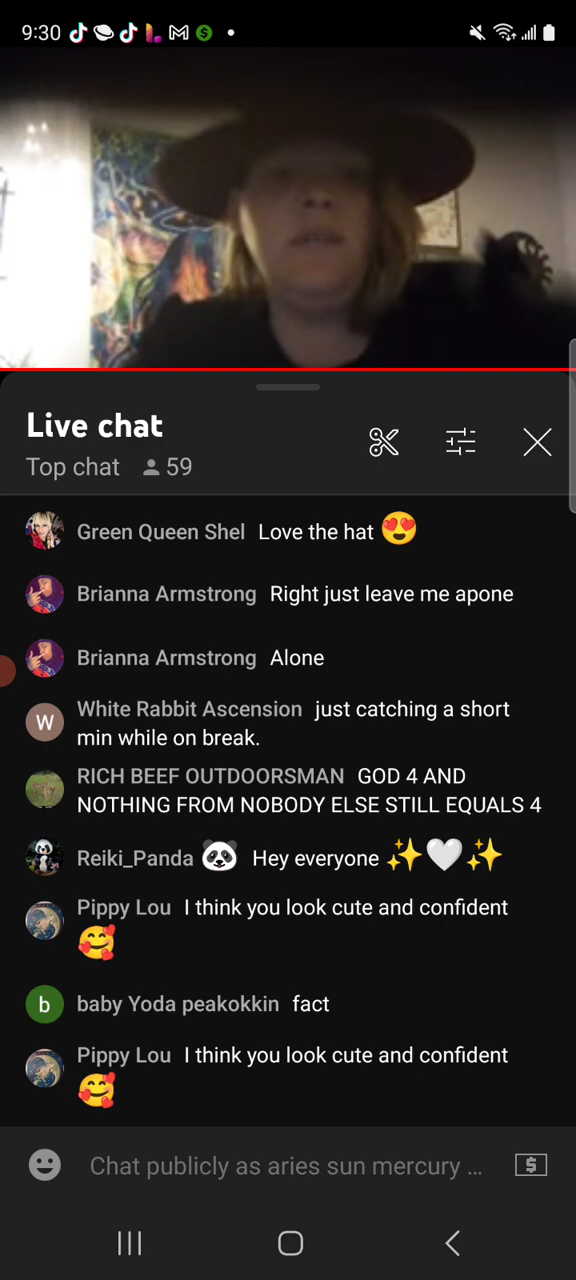 9:30
Live chat
Top chat 59
Green Queen Shel Love the hat 😍
Brianna Armstrong Right just leave me apone
Brianna Armstrong Alone
W White Rabbit Ascension just catching a short
min while on break.
RICH BEEF OUTDOORSMAN GOD 4 AND
NOTHING FROM NOBODY ELSE STILL EQUALS 4
Reiki_Panda 🐼 Hey everyone ✨🤍✨
Pippy Lou I think you look cute and confident
🥰
b baby Yoda peakokkin fact
Pippy Lou I think you look cute and confident
🥰
Chat publicly as aries sun mercury ...